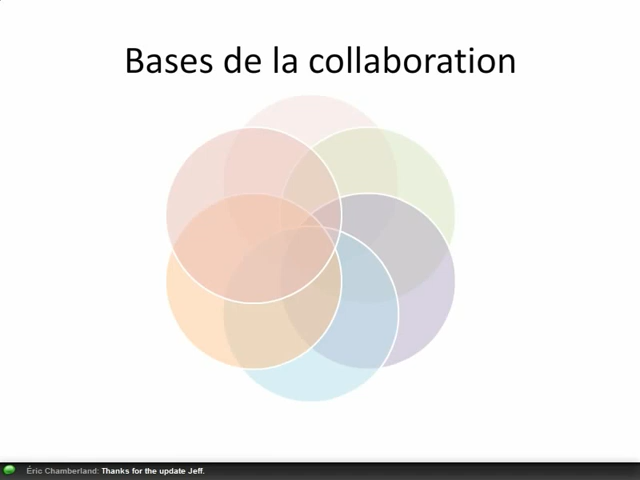 Bases de la collaboration
Éric Chamberland: Thanks for the update Jeff.